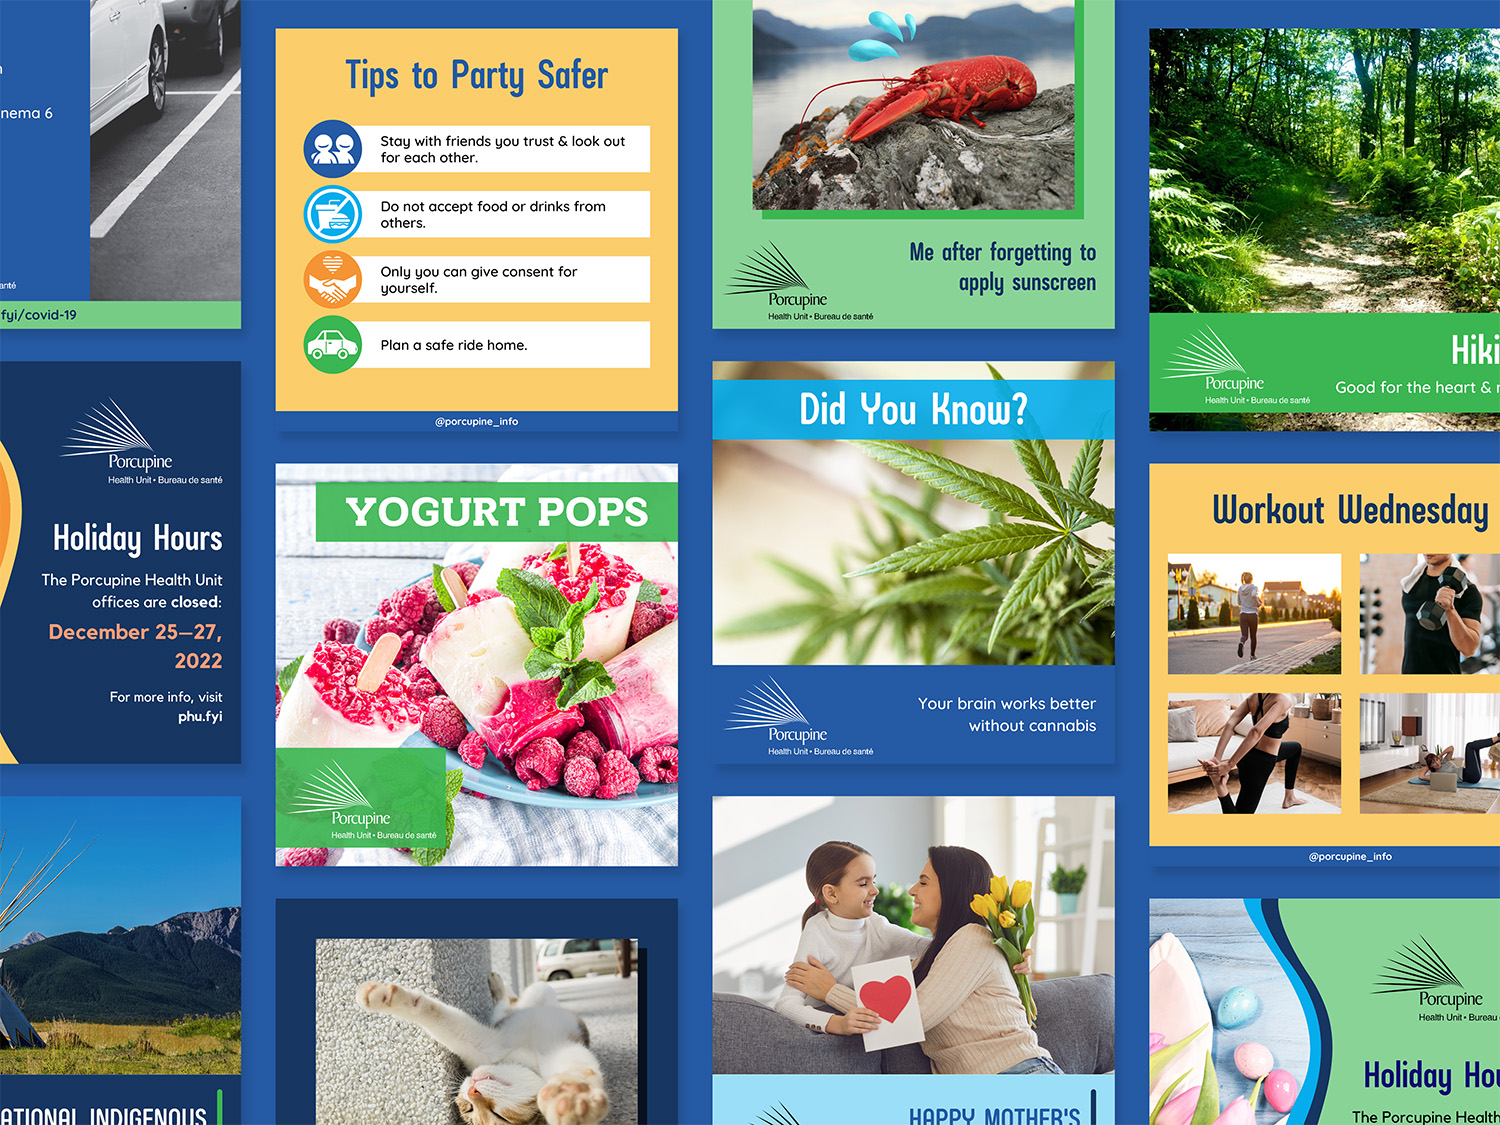 nema 6
anté
fyi/covid-19
Porcupine
Health Unit • Bureau de santé
Holiday Hours
The Porcupine Health Unit
offices are closed:
December 25–27,
2022
For more info, visit
phu.fyi
ATIONAL INDIGENOUS
Tips to Party Safer
Stay with friends you trust & look out
for each other.
Do not accept food or drinks from
others.
Only you can give consent for
yourself.
Plan a safe ride home.
@porcupine_info
YOGURT POPS
Porcupine
Health Unit • Bureau de santé
Me after forgetting to
apply sunscreen
Porcupine
Health Unit • Bureau de santé
Did You Know?
Your brain works better
without cannabis
Porcupine
Health Unit • Bureau de santé
HAPPY MOTHER'S
Hiki
Good for the heart &
Porcupine
Health Unit • Bureau de santé
Workout Wednesday
@porcupine_info
Porcupine
Health Unit • Bureau
Holiday Hou
The Porcupine Health